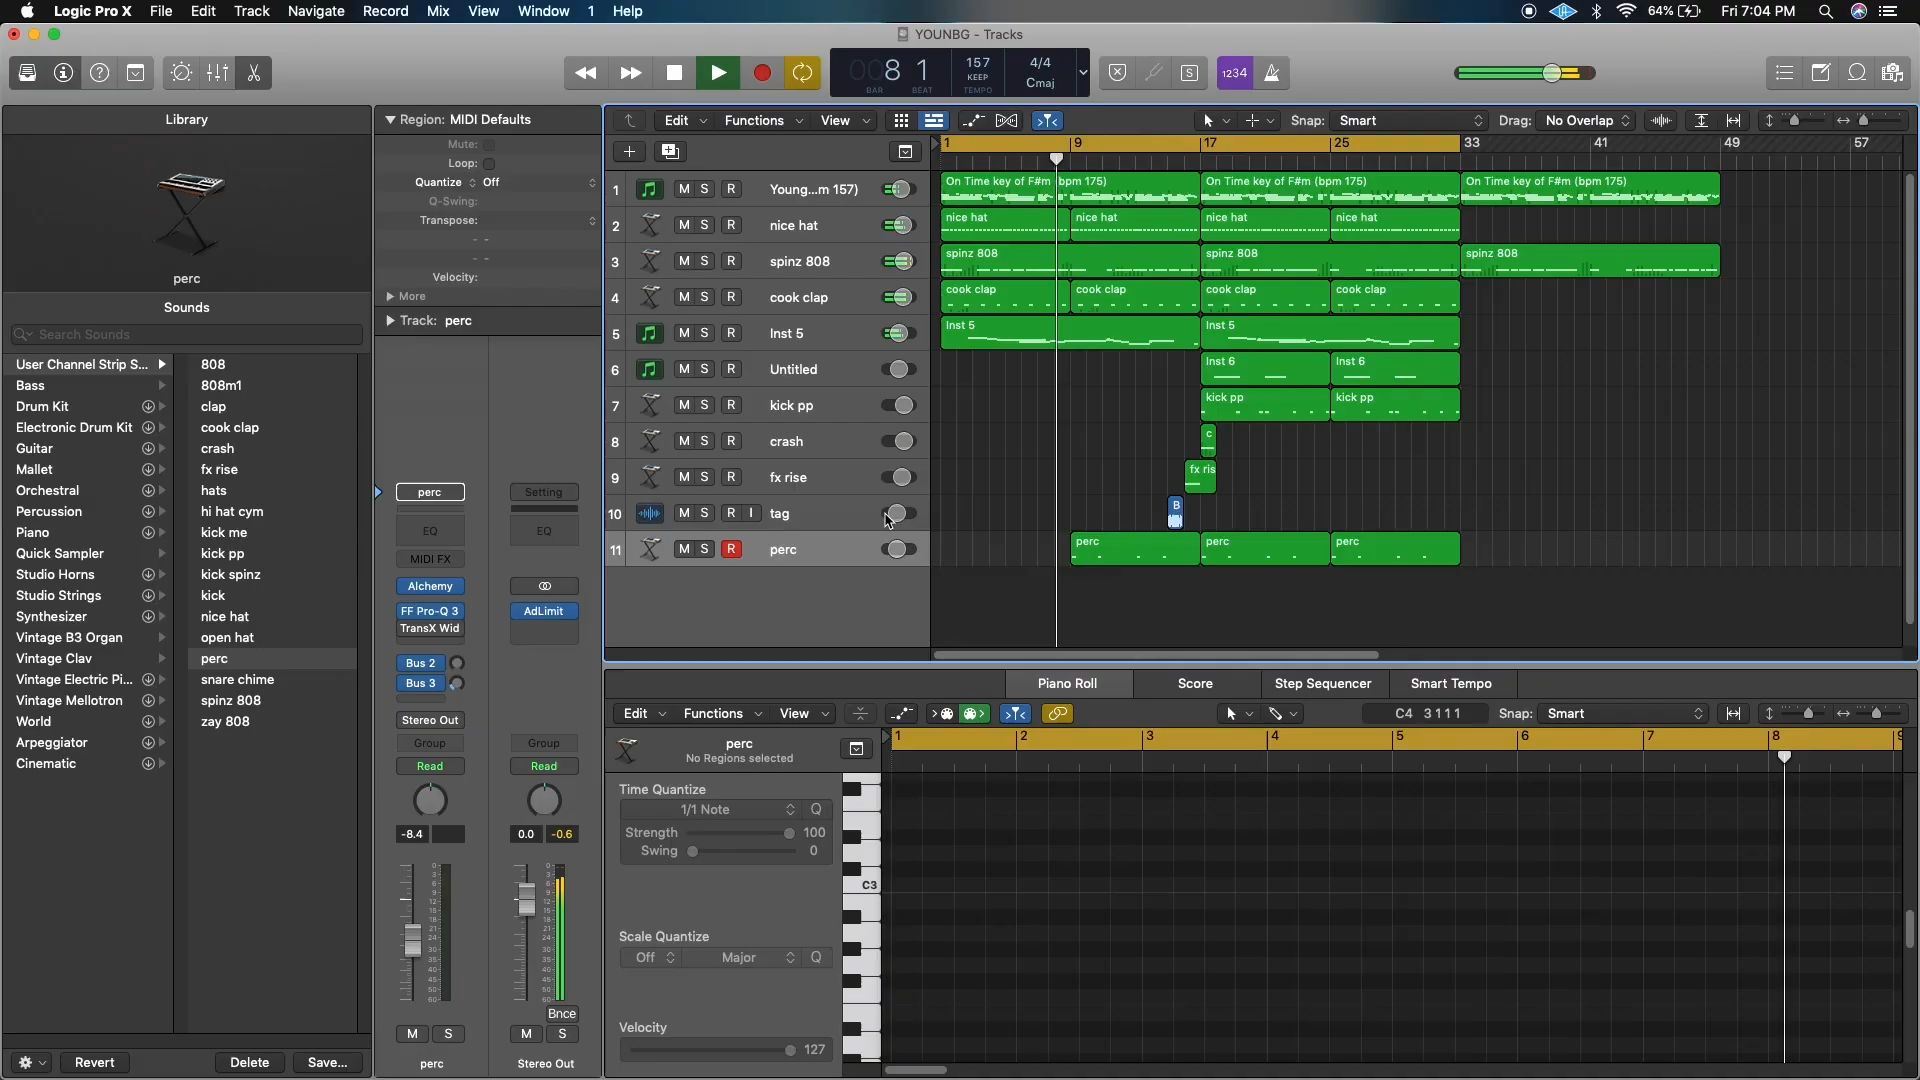 Logic Pro X File Edit Track Navigate Record Mix View Window 1 Help
64% Fri 7:04 PM
YOUNBG - Tracks
8 1
BAR BEAT
157
KEEP
TEMPO
4/4
Cmaj
S
1234
Library
perc
Sounds
Search Sounds
User Channel Strip S...
Bass
Drum Kit
Electronic Drum Kit
Guitar
Mallet
Orchestral
Percussion
Piano
Quick Sampler
Studio Horns
Studio Strings
Synthesizer
Vintage B3 Organ
Vintage Clav
Vintage Electric Pi...
Vintage Mellotron
World
Arpeggiator
Cinematic
808
808m1
clap
cook clap
crash
fx rise
hats
hi hat cym
kick me
kick pp
kick spinz
kick
nice hat
open hat
perc
snare chime
spinz 808
zay 808
Revert Delete Save...
Region: MIDI Defaults
Mute:
Loop:
Quantize Off
Q-Swing:
Transpose:
- -
- -
Velocity:
More
Track: perc
perc Setting
EQ EQ
MIDI FX
Alchemy
FF Pro-Q 3 AdLimit
TransX Wid
Bus 2
Bus 3
Stereo Out
Group Group
Read Read
-8.4 0.0 -0.6
Bnce
M S M S
perc Stereo Out
Edit Functions View Snap: Smart Drag: No Overlap
1 9 17 25 33 41 49 57
1 M S R Young...m 157) On Time key of F#m (bpm 175) On Time key of F#m (bpm 175) On Time key of F#m (bpm 175)
2 M S R nice hat nice hat nice hat nice hat nice hat
3 M S R spinz 808 spinz 808 spinz 808 spinz 808
4 M S R cook clap cook clap cook clap cook clap cook clap
5 M S R Inst 5 Inst 5 Inst 5
6 M S R Untitled Inst 6 Inst 6
7 M S R kick pp kick pp kick pp
8 M S R crash c
9 M S R fx rise fx ris
10 M S R I tag B
11 M S R perc perc perc perc
Piano Roll Score Step Sequencer Smart Tempo
Edit Functions View C4 3 1 1 1 Snap: Smart
perc
No Regions selected
1 2 3 4 5 6 7 8 9
Time Quantize
1/1 Note Q
Strength 100
Swing 0
C3
Scale Quantize
Off Major Q
Velocity
127